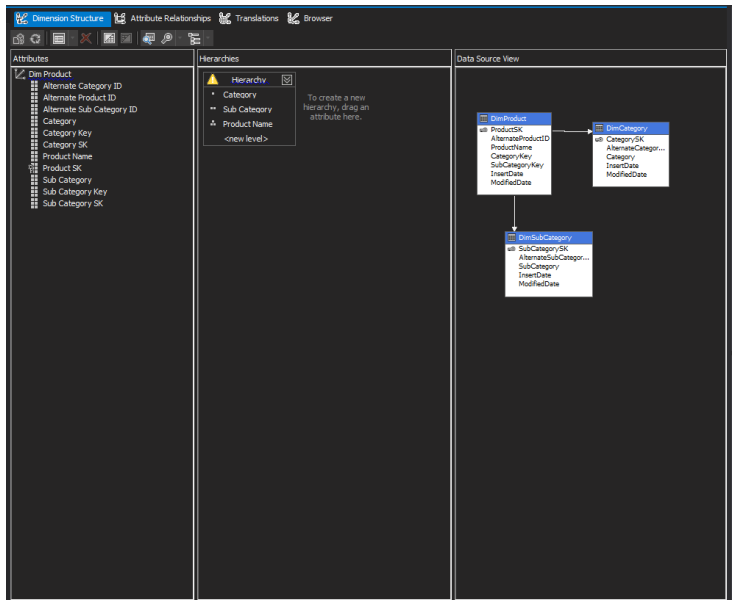 Dimension Structure Attribute Relationships Translations Browser
Attributes
Dim Product
Alternate Category ID
Alternate Product ID
Alternate Sub Category ID
Category
Category Key
Category SK
Product Name
Product SK
Sub Category
Sub Category Key
Sub Category SK
Hierarchies
Hierarchy
Category
Sub Category
Product Name
<new level>
To create a new
hierarchy, drag an
attribute here.
Data Source View
DimProduct
ProductSK
AlternateProductID
ProductName
CategoryKey
SubCategoryKey
InsertDate
ModifiedDate
DimCategory
CategorySK
AlternateCategor...
Category
InsertDate
ModifiedDate
DimSubCategory
SubCategorySK
AlternateSubCategor...
SubCategory
InsertDate
ModifiedDate